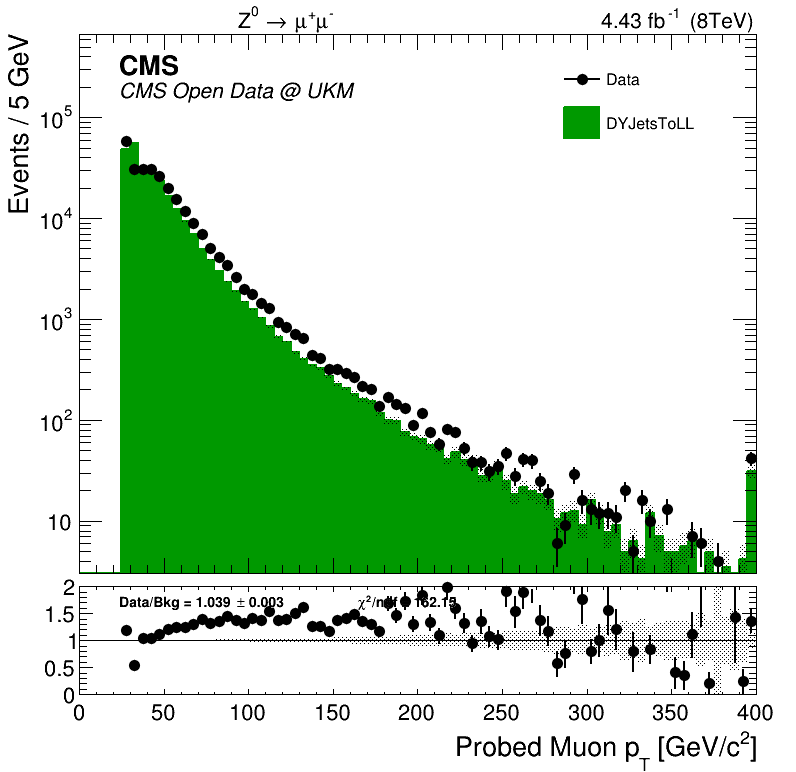 Z⁰ → μ⁺μ⁻ 4.43 fb⁻¹ (8TeV)
CMS
CMS Open Data @ UKM
Data
DYJetsToLL
Events / 5 GeV
10⁵
10⁴
10³
10²
10
Data/Bkg = 1.039 ± 0.003
2
1.5
1
0.5
0
0 50 100 150 200 250 300 350 400
Probed Muon p_T [GeV/c²]